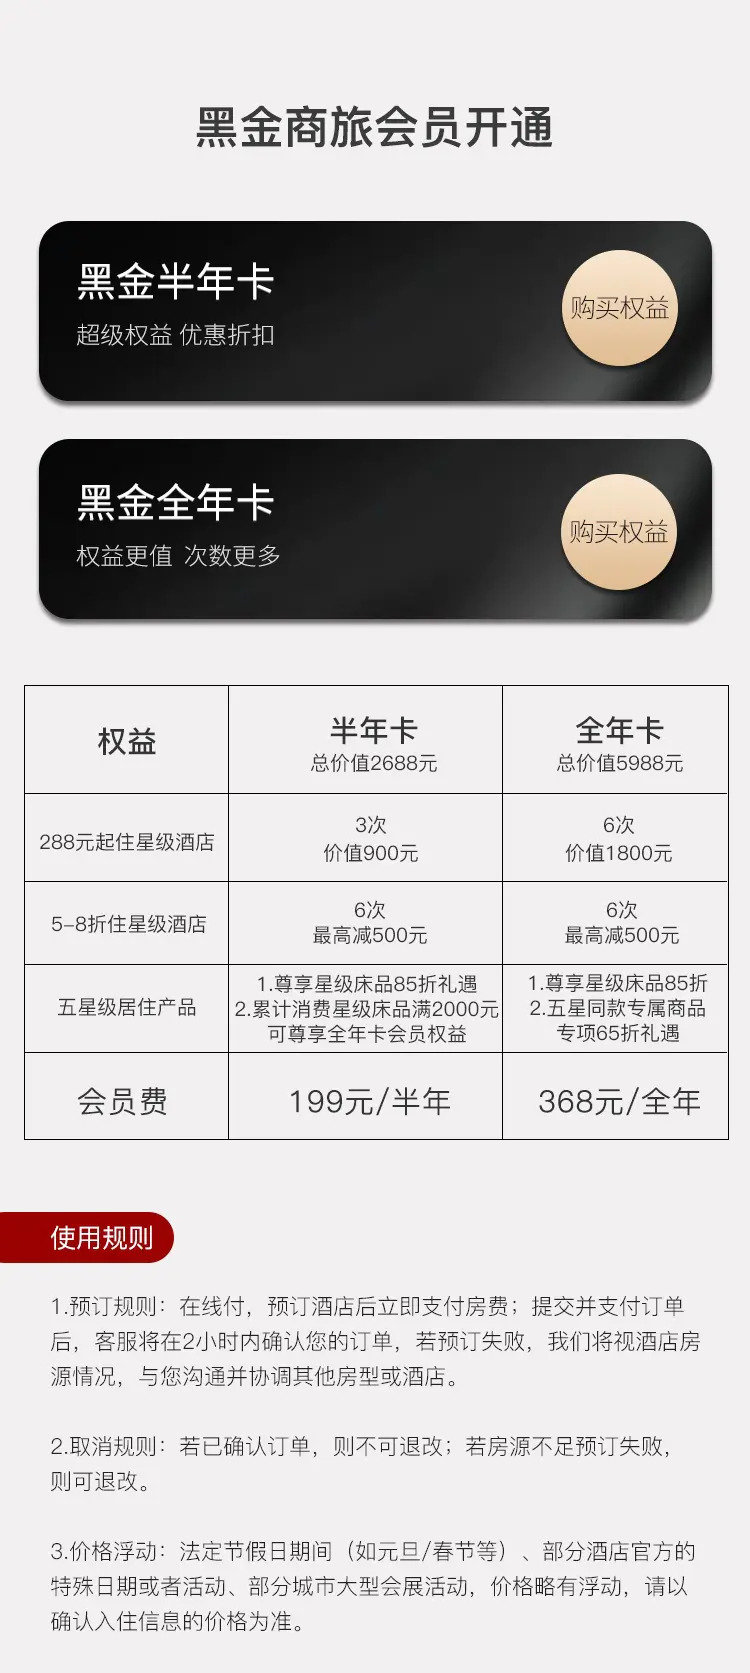 黑金商旅会员开通
黑金半年卡
超级权益 优惠折扣
购买权益
黑金全年卡
权益更值 次数更多
购买权益
权益
半年卡
总价值2688元
全年卡
总价值5988元
288元起住星级酒店
3次
价值900元
6次
价值1800元
5-8折住星级酒店
6次
最高减500元
6次
最高减500元
五星级居住产品
1.尊享星级床品85折礼遇
2.累计消费星级床品满2000元
可尊享全年卡会员权益
1.尊享星级床品85折
2.五星同款专属商品
专项65折礼遇
会员费
199元/半年
368元/全年
使用规则
1.预订规则：在线付，预订酒店后立即支付房费；提交并支付订单
后，客服将在2小时内确认您的订单，若预订失败，我们将视酒店房
源情况，与您沟通并协调其他房型或酒店。
2.取消规则：若已确认订单，则不可退改；若房源不足预订失败，
则可退改。
3.价格浮动：法定节假日期间（如元旦/春节等）、部分酒店官方的
特殊日期或者活动、部分城市大型会展活动，价格略有浮动，请以
确认入住信息的价格为准。